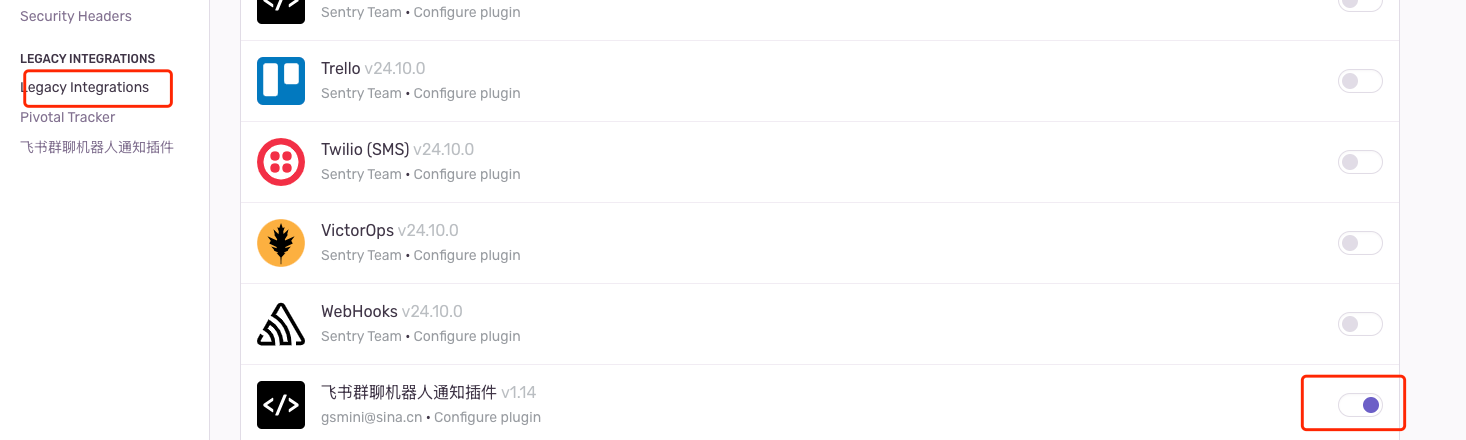 Security Headers
LEGACY INTEGRATIONS
Legacy Integrations
Pivotal Tracker
飞书群聊机器人通知插件
Sentry Team • Configure plugin
Trello v24.10.0
Sentry Team • Configure plugin
Twilio (SMS) v24.10.0
Sentry Team • Configure plugin
VictorOps v24.10.0
Sentry Team • Configure plugin
WebHooks v24.10.0
Sentry Team • Configure plugin
飞书群聊机器人通知插件 v1.14
gsmini@sina.cn • Configure plugin